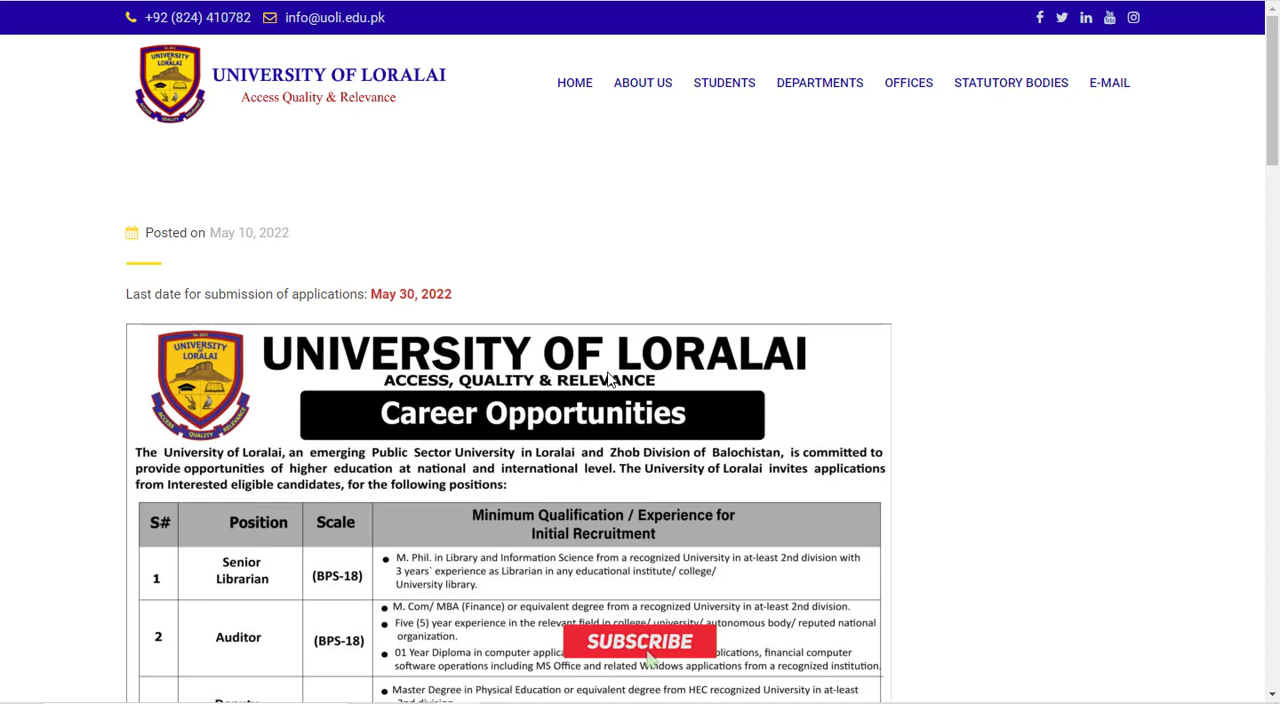 +92 (824) 410782 info@uoli.edu.pk
UNIVERSITY OF LORALAI
Access Quality & Relevance
HOME ABOUT US STUDENTS DEPARTMENTS OFFICES STATUTORY BODIES E-MAIL
Posted on May 10, 2022
Last date for submission of applications: May 30, 2022
UNIVERSITY OF LORALAI
UNIVERSITY OF LORALAI
ACCESS, QUALITY & RELEVANCE
Career Opportunities
The University of Loralai, an emerging Public Sector University in Loralai and Zhob Division of Balochistan, is committed to
provide opportunities of higher education at national and international level. The University of Loralai invites applications
from Interested eligible candidates, for the following positions:
S# Position Scale Minimum Qualification / Experience for
Initial Recruitment
1 Senior Librarian (BPS-18)
• M. Phil. in Library and Information Science from a recognized University in at-least 2nd division with
3 years` experience as Librarian in any educational institute/ college/
University library.
2 Auditor (BPS-18)
• M. Com/ MBA (Finance) or equivalent degree from a recognized University in at-least 2nd division.
• Five (5) year experience in the relevant field in college/ university/ autonomous body/ reputed national
organization.
• 01 Year Diploma in computer plications, financial computer
software operations including MS Office and related Windows applications from a recognized institution.
SUBSCRIBE
• Master Degree in Physical Education or equivalent degree from HEC recognized University in at-least